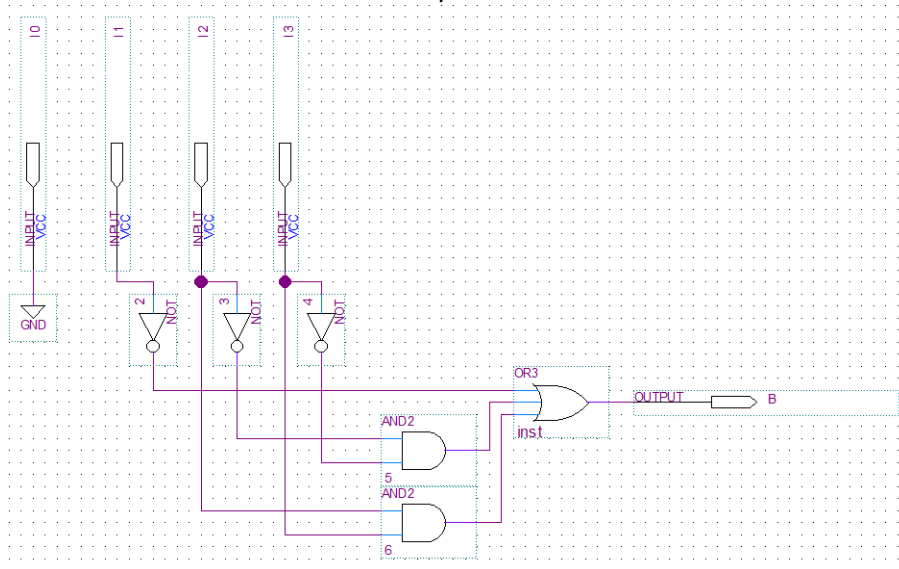 I0
I1
I2
I3
INPUT
VCC
INPUT
VCC
INPUT
VCC
INPUT
VCC
GND
2
NOT
3
NOT
4
NOT
OR3
inst
OUTPUT
B
AND2
5
AND2
6